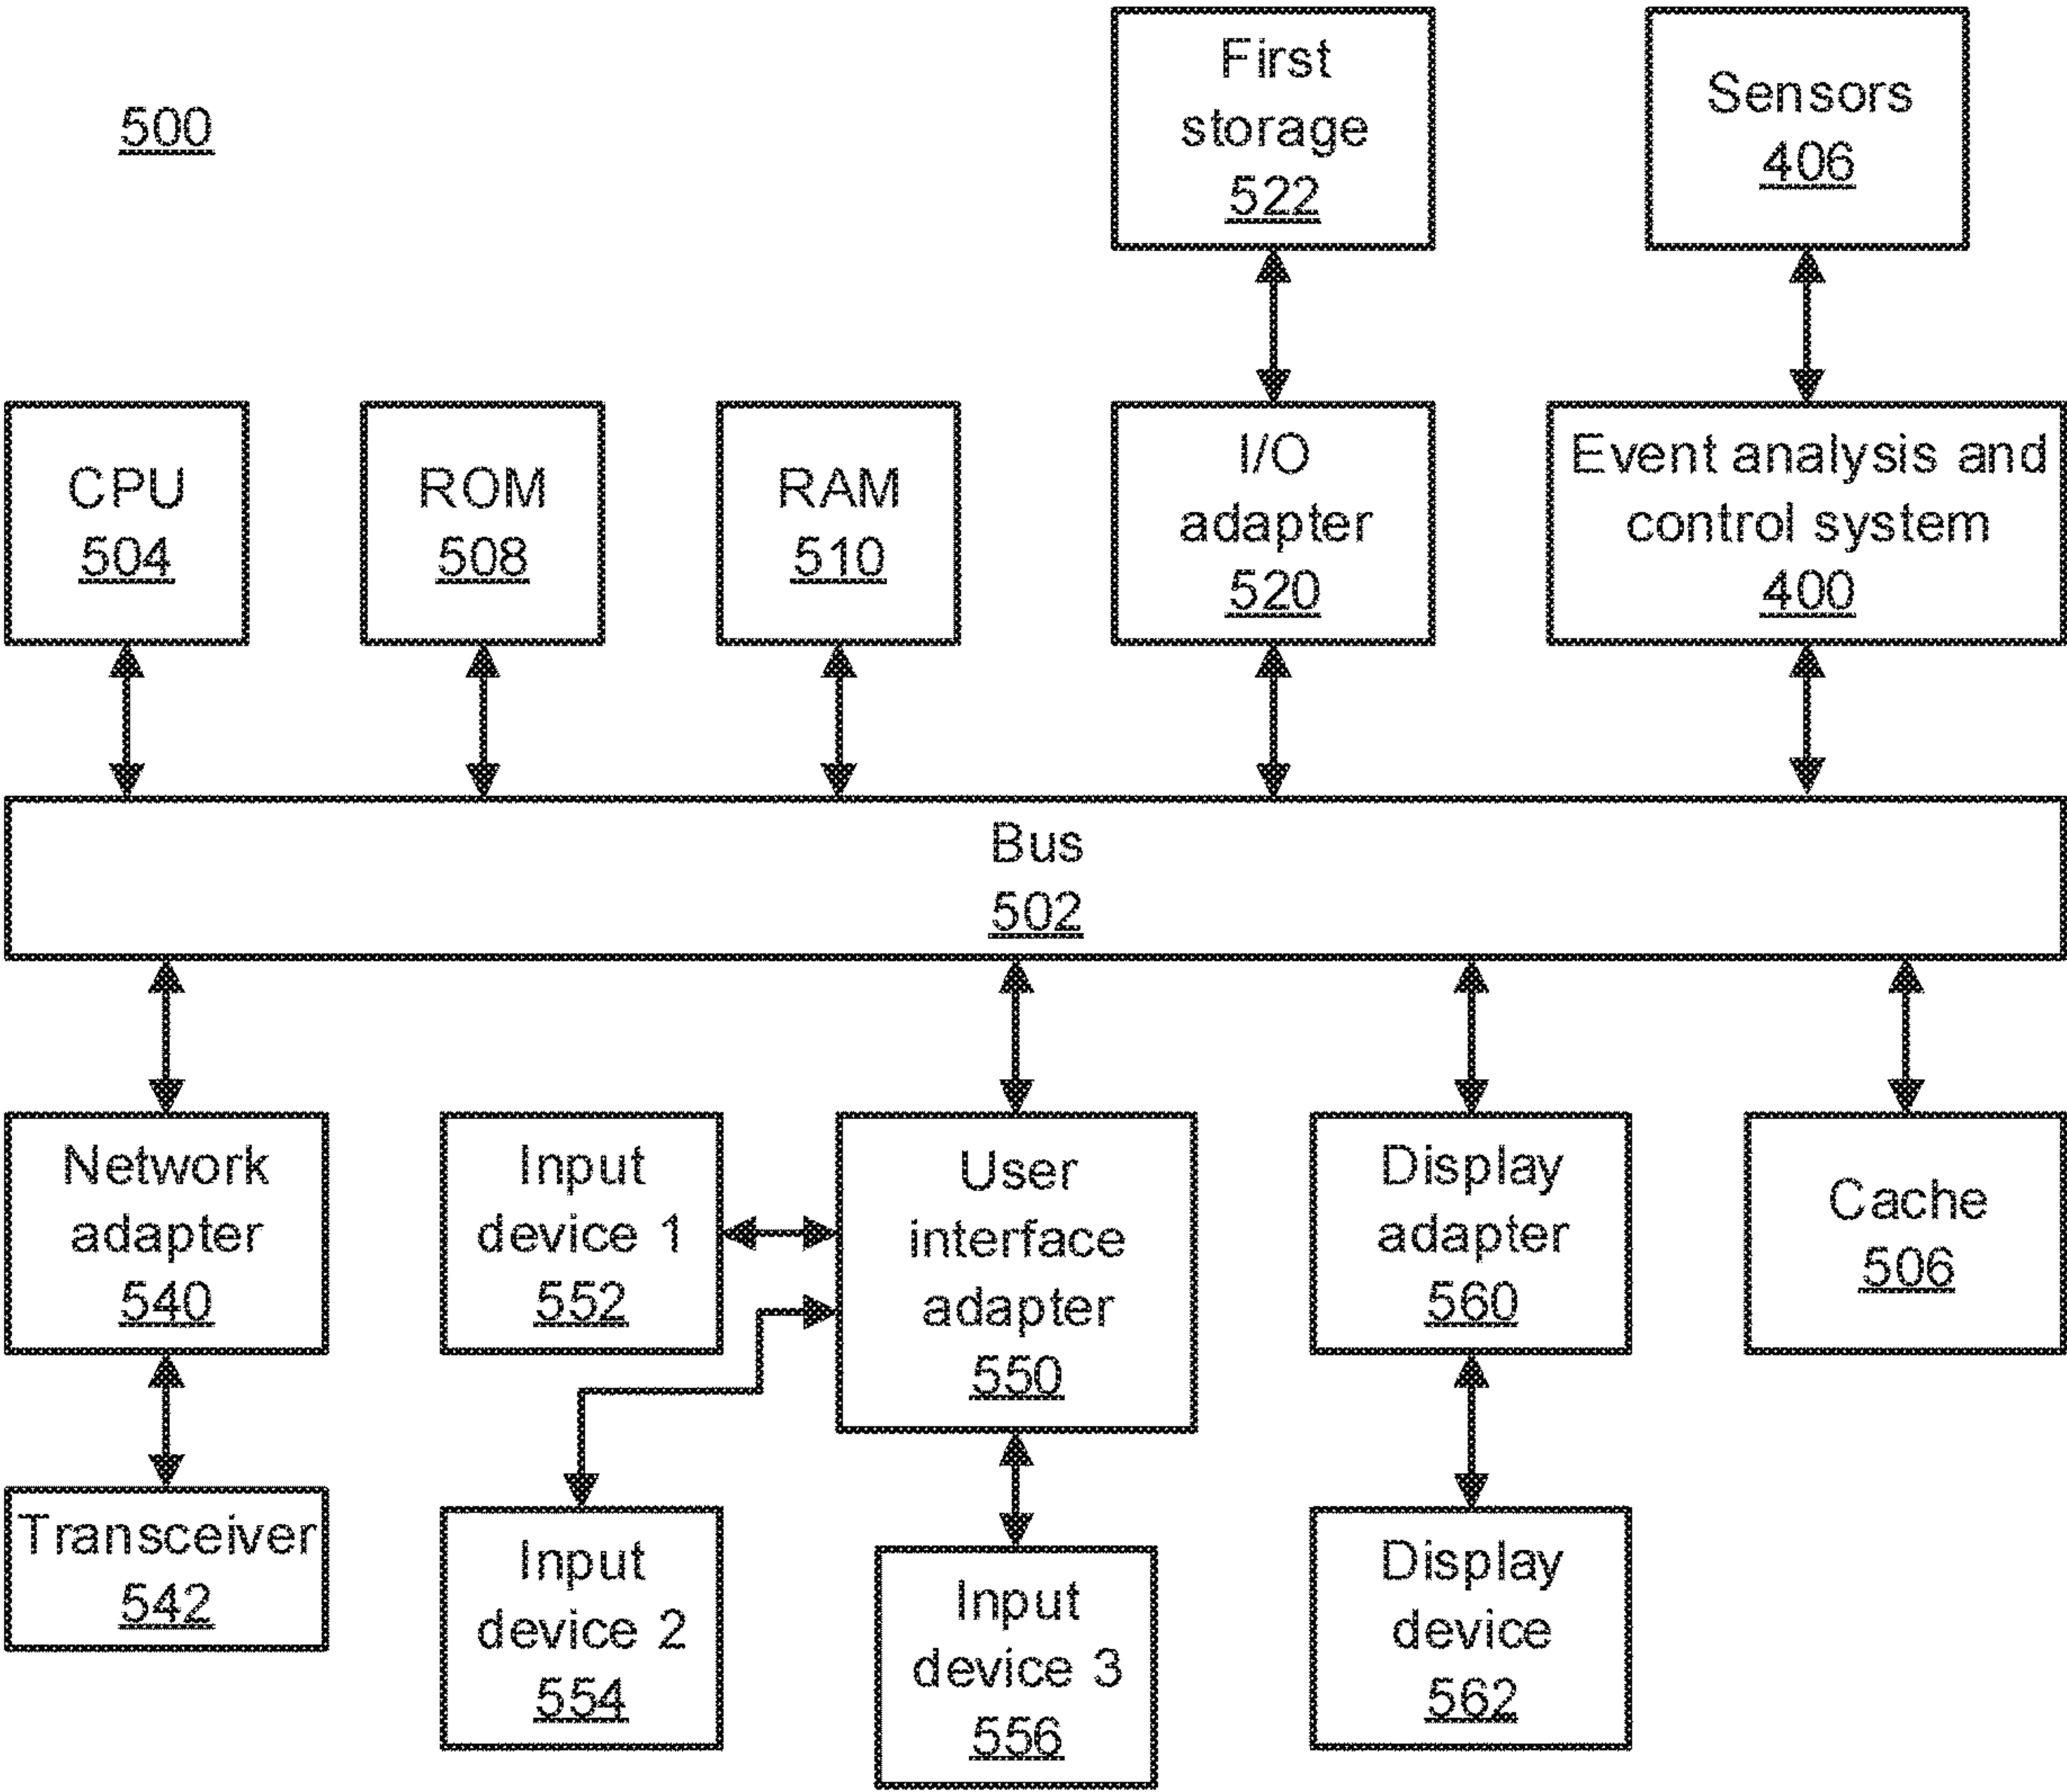 500
First
storage
522
Sensors
406
CPU
504
ROM
508
RAM
510
I/O
adapter
520
Event analysis and
control system
400
Bus
502
Network
adapter
540
Input
device 1
552
User
interface
adapter
550
Display
adapter
560
Cache
506
Transceiver
542
Input
device 2
554
Input
device 3
556
Display
device
562